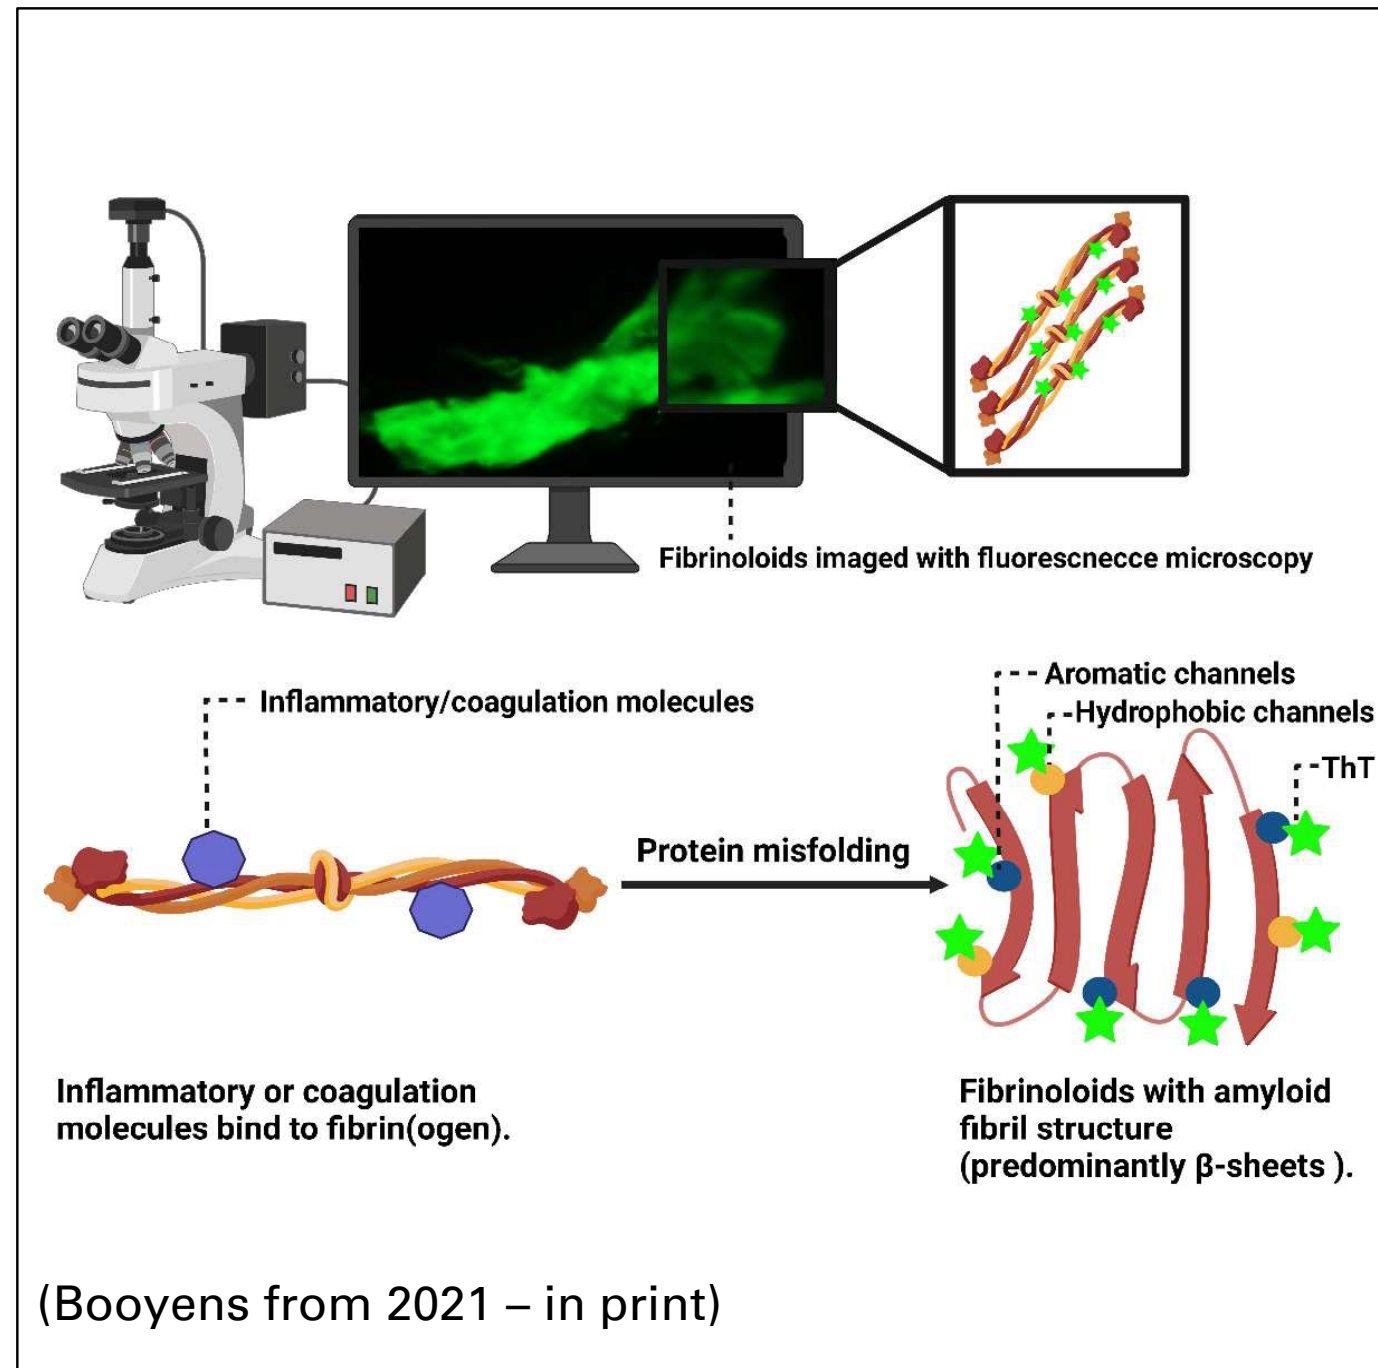 Fibrinoloids imaged with fluorescnecce microscopy
Inflammatory/coagulation molecules
Aromatic channels
Hydrophobic channels
ThT
Protein misfolding
Inflammatory or coagulation
molecules bind to fibrin(ogen).
Fibrinoloids with amyloid
fibril structure
(predominantly β-sheets ).
(Booyens from 2021 – in print)